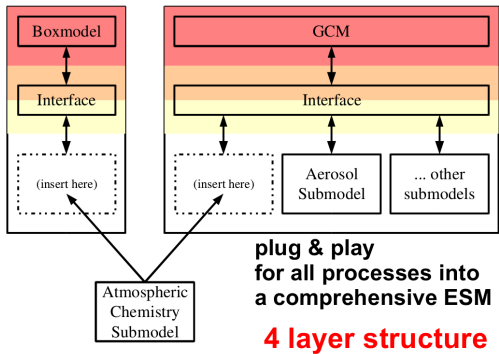 Boxmodel
GCM
Interface
Interface
(insert here)
(insert here)
Aerosol
Submodel
... other
submodels
Atmospheric
Chemistry
Submodel
plug & play
for all processes into
a comprehensive ESM
4 layer structure